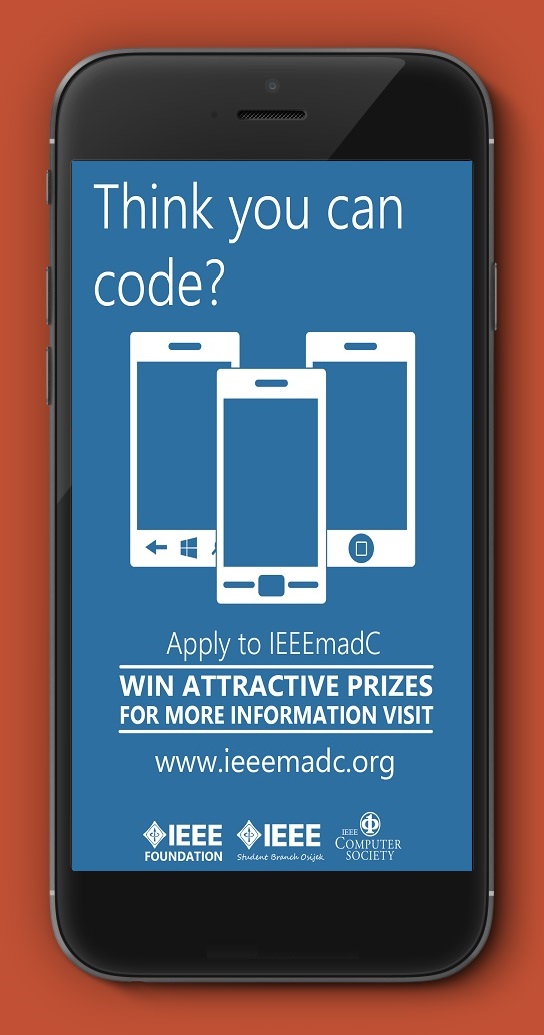 Think you can
code?
Apply to IEEEmadC
WIN ATTRACTIVE PRIZES
FOR MORE INFORMATION VISIT
www.ieeemadc.org
IEEE
FOUNDATION
IEEE
Student Branch Osijek
IEEE
COMPUTER
SOCIETY